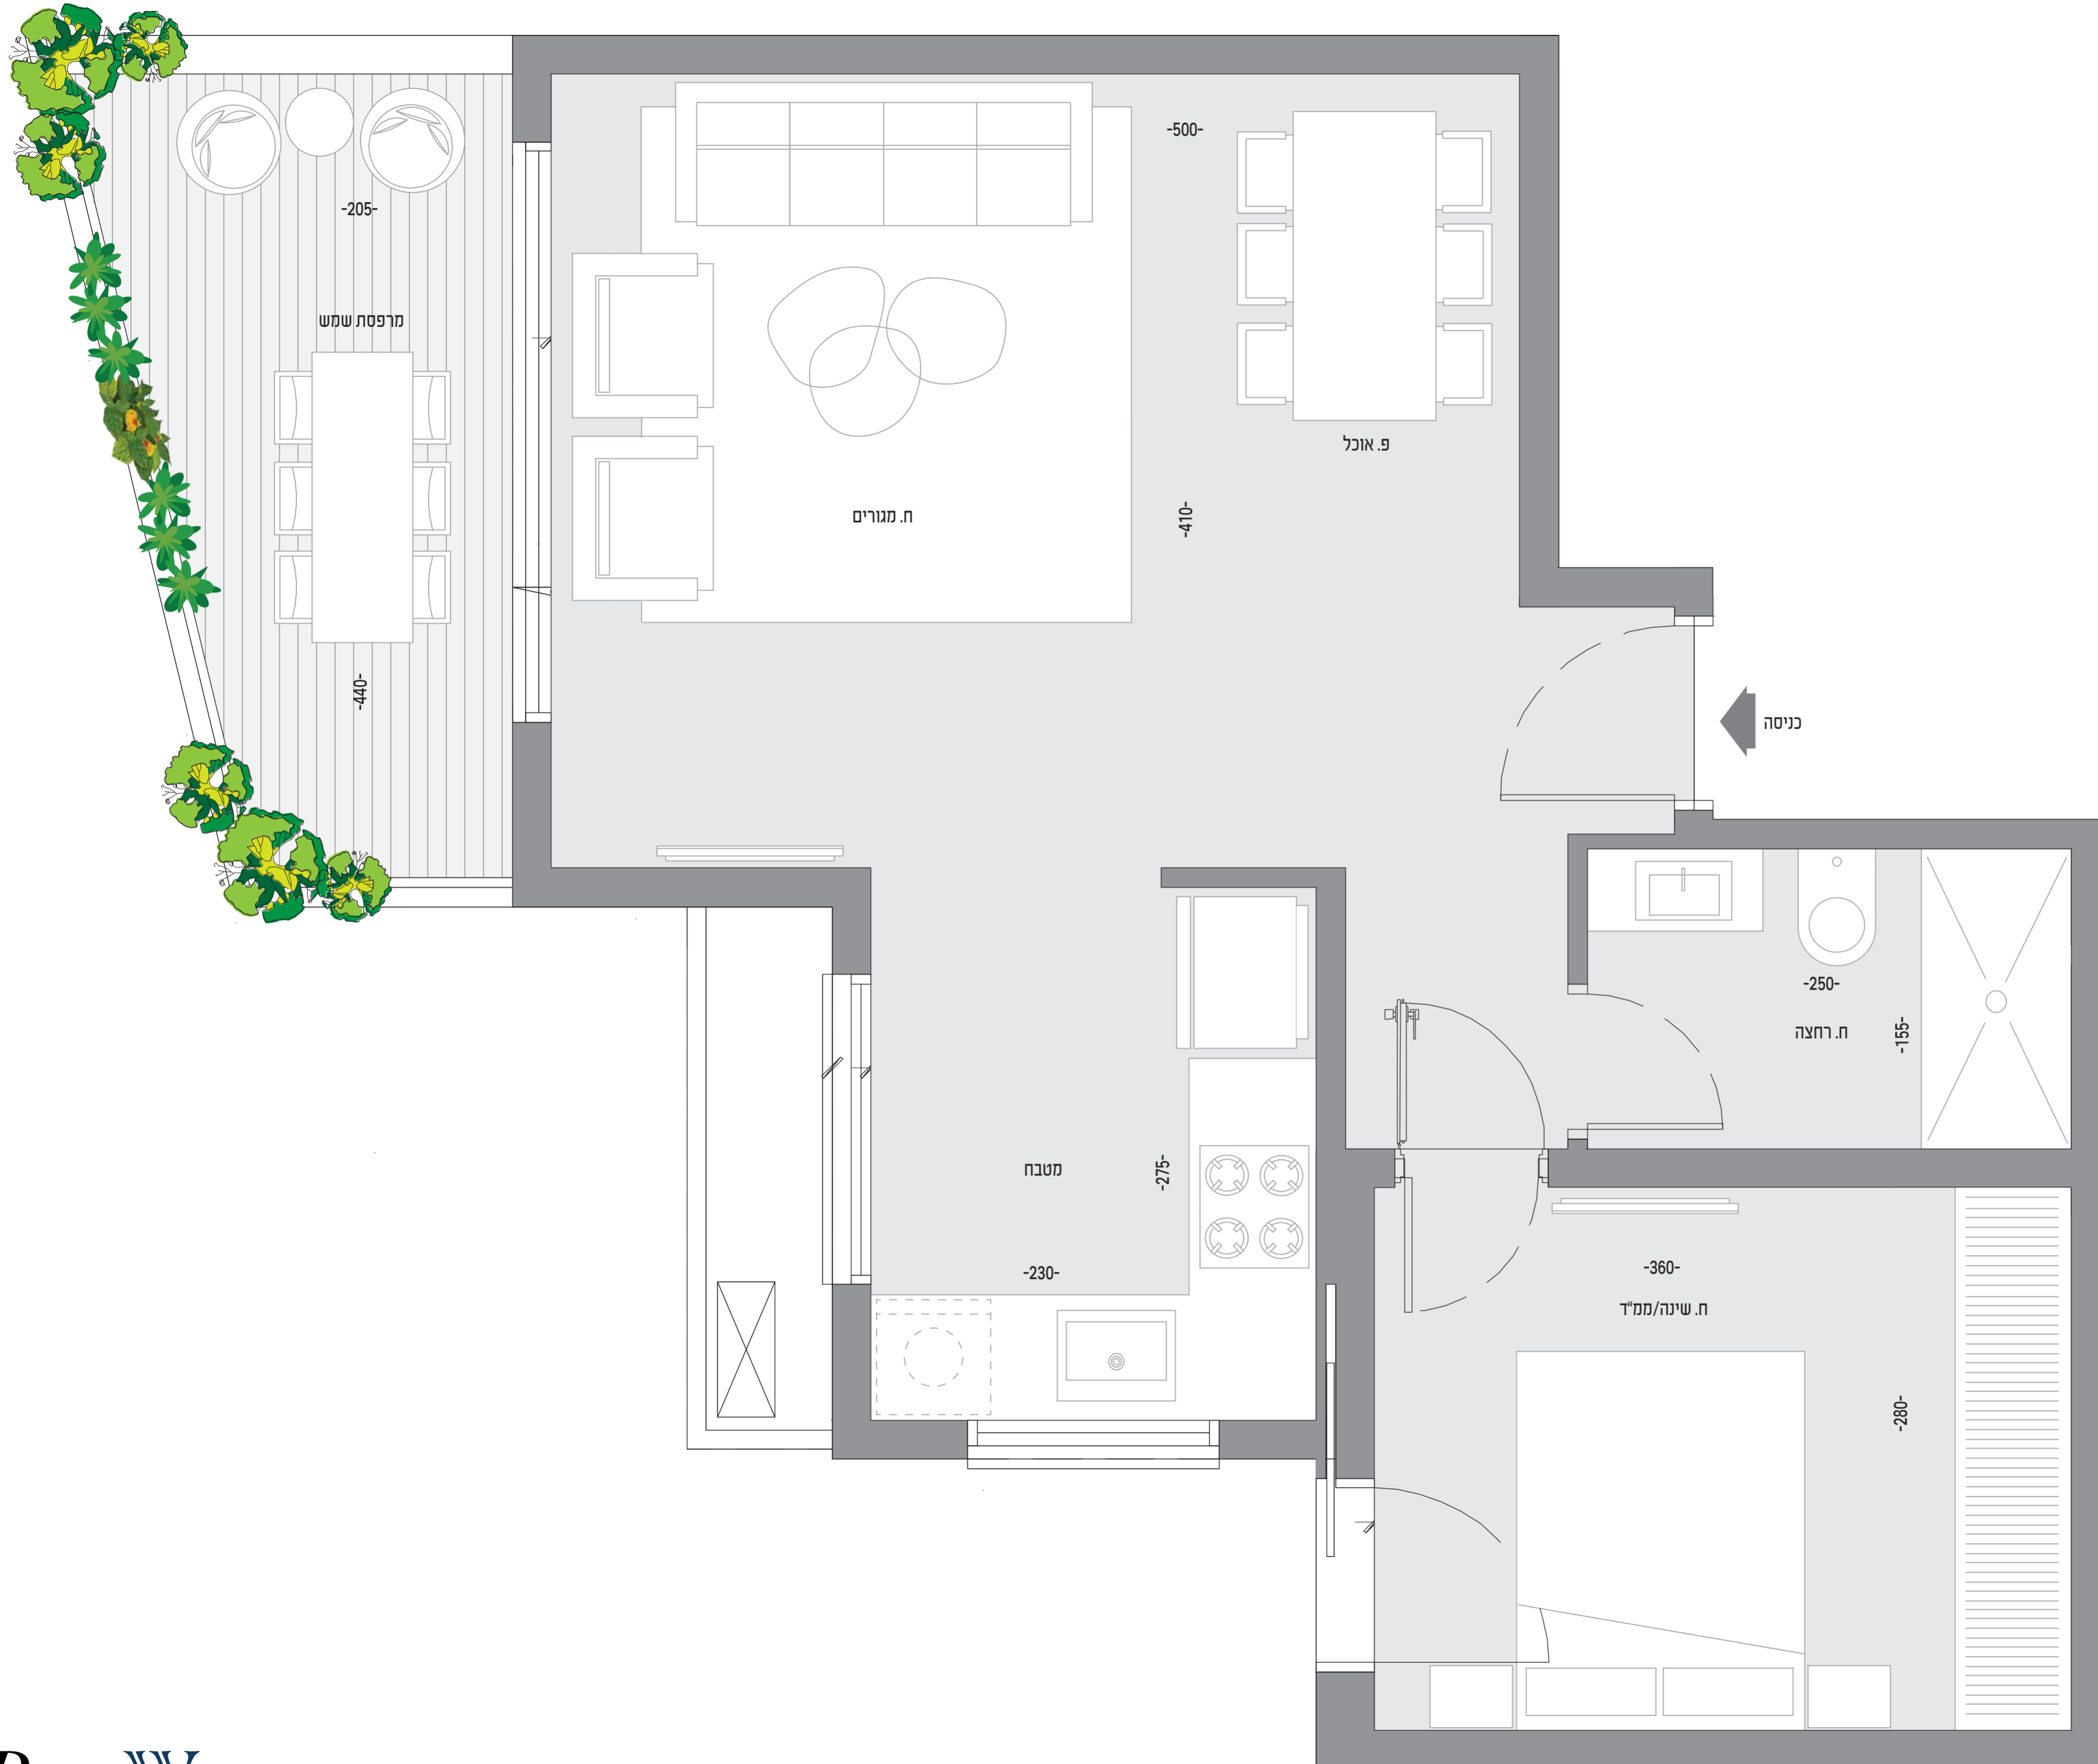 -500-
-205-
מרפסת שמש
פ. אוכל
ח. מגורים
-410-
-440-
כניסה
-250-
ח. רחצה
-155-
מטבח
-275-
-230-
-360-
ח. שינה/ממ"ד
-280-